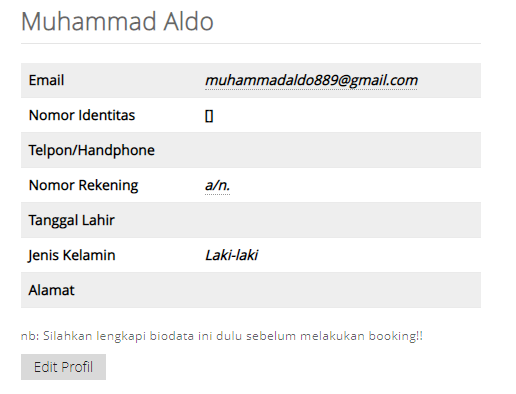 Muhammad Aldo
Email muhammadaldo889@gmail.com
Nomor Identitas []
Telpon/Handphone
Nomor Rekening a/n.
Tanggal Lahir
Jenis Kelamin Laki-laki
Alamat
nb: Silahkan lengkapi biodata ini dulu sebelum melakukan booking!!
Edit Profil